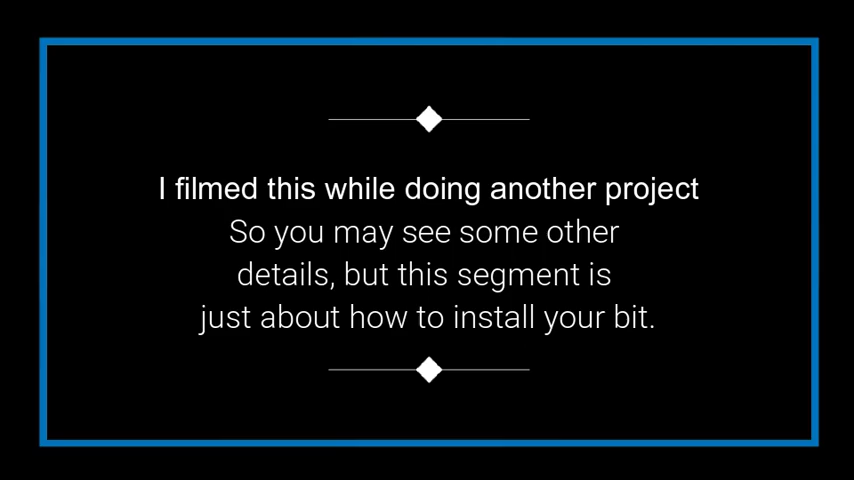 I filmed this while doing another project
So you may see some other
details, but this segment is
just about how to install your bit.